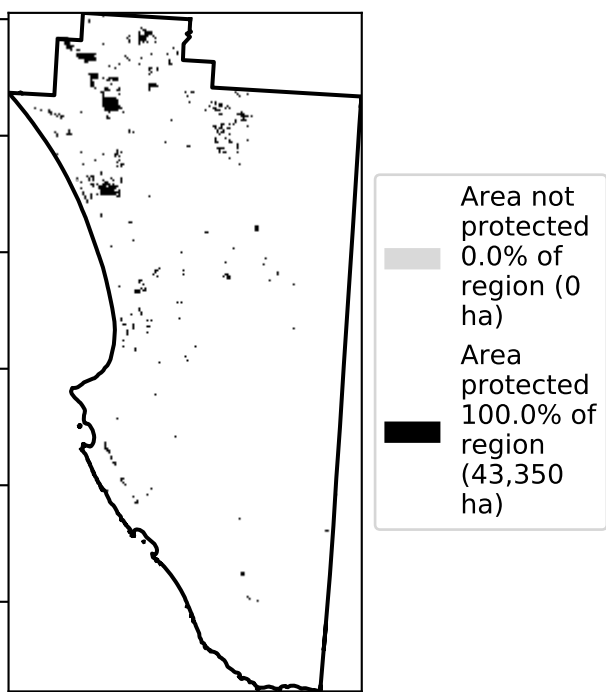 Area not
protected
0.0% of
region (0
ha)
Area
protected
100.0% of
region
(43,350
ha)